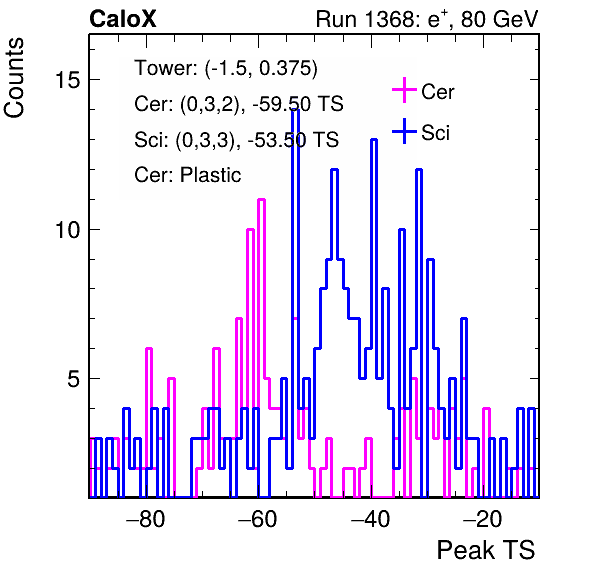 CaloX Run 1368: e⁺, 80 GeV
Counts
Tower: (-1.5, 0.375)
Cer: (0,3,2), -59.50 TS
Sci: (0,3,3), -53.50 TS
Cer: Plastic
Cer
Sci
15
10
5
−80 −60 −40 −20
Peak TS